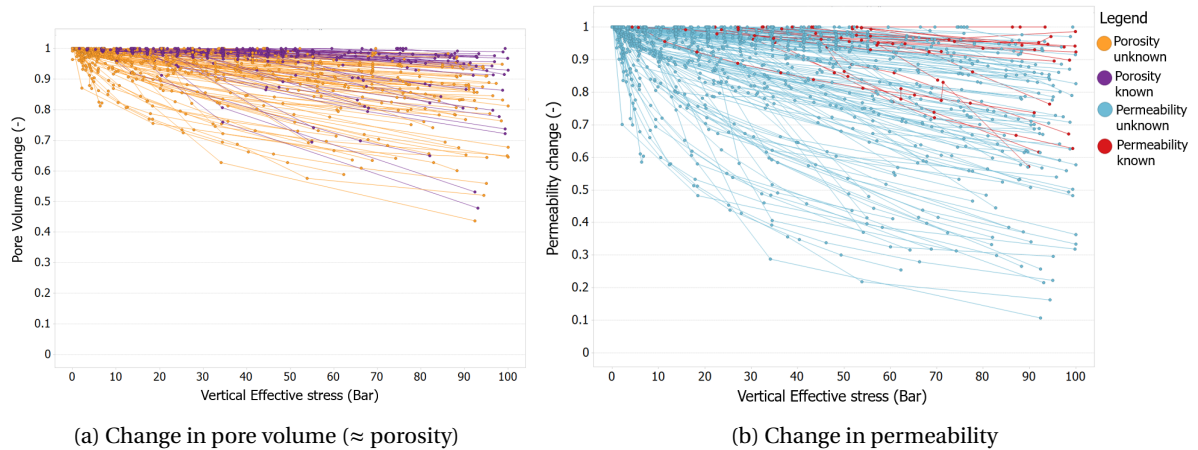 1
0.9
0.8
0.7
0.6
0.5
0.4
0.3
0.2
0.1
0
Pore Volume change (-)
0 10 20 30 40 50 60 70 80 90 100
Vertical Effective stress (Bar)
(a) Change in pore volume (≈ porosity)
1
0.9
0.8
0.7
0.6
0.5
0.4
0.3
0.2
0.1
0
Permeability change (-)
0 10 20 30 40 50 60 70 80 90 100
Vertical Effective stress (Bar)
(b) Change in permeability
Legend
Porosity
unknown
Porosity
known
Permeability
unknown
Permeability
known